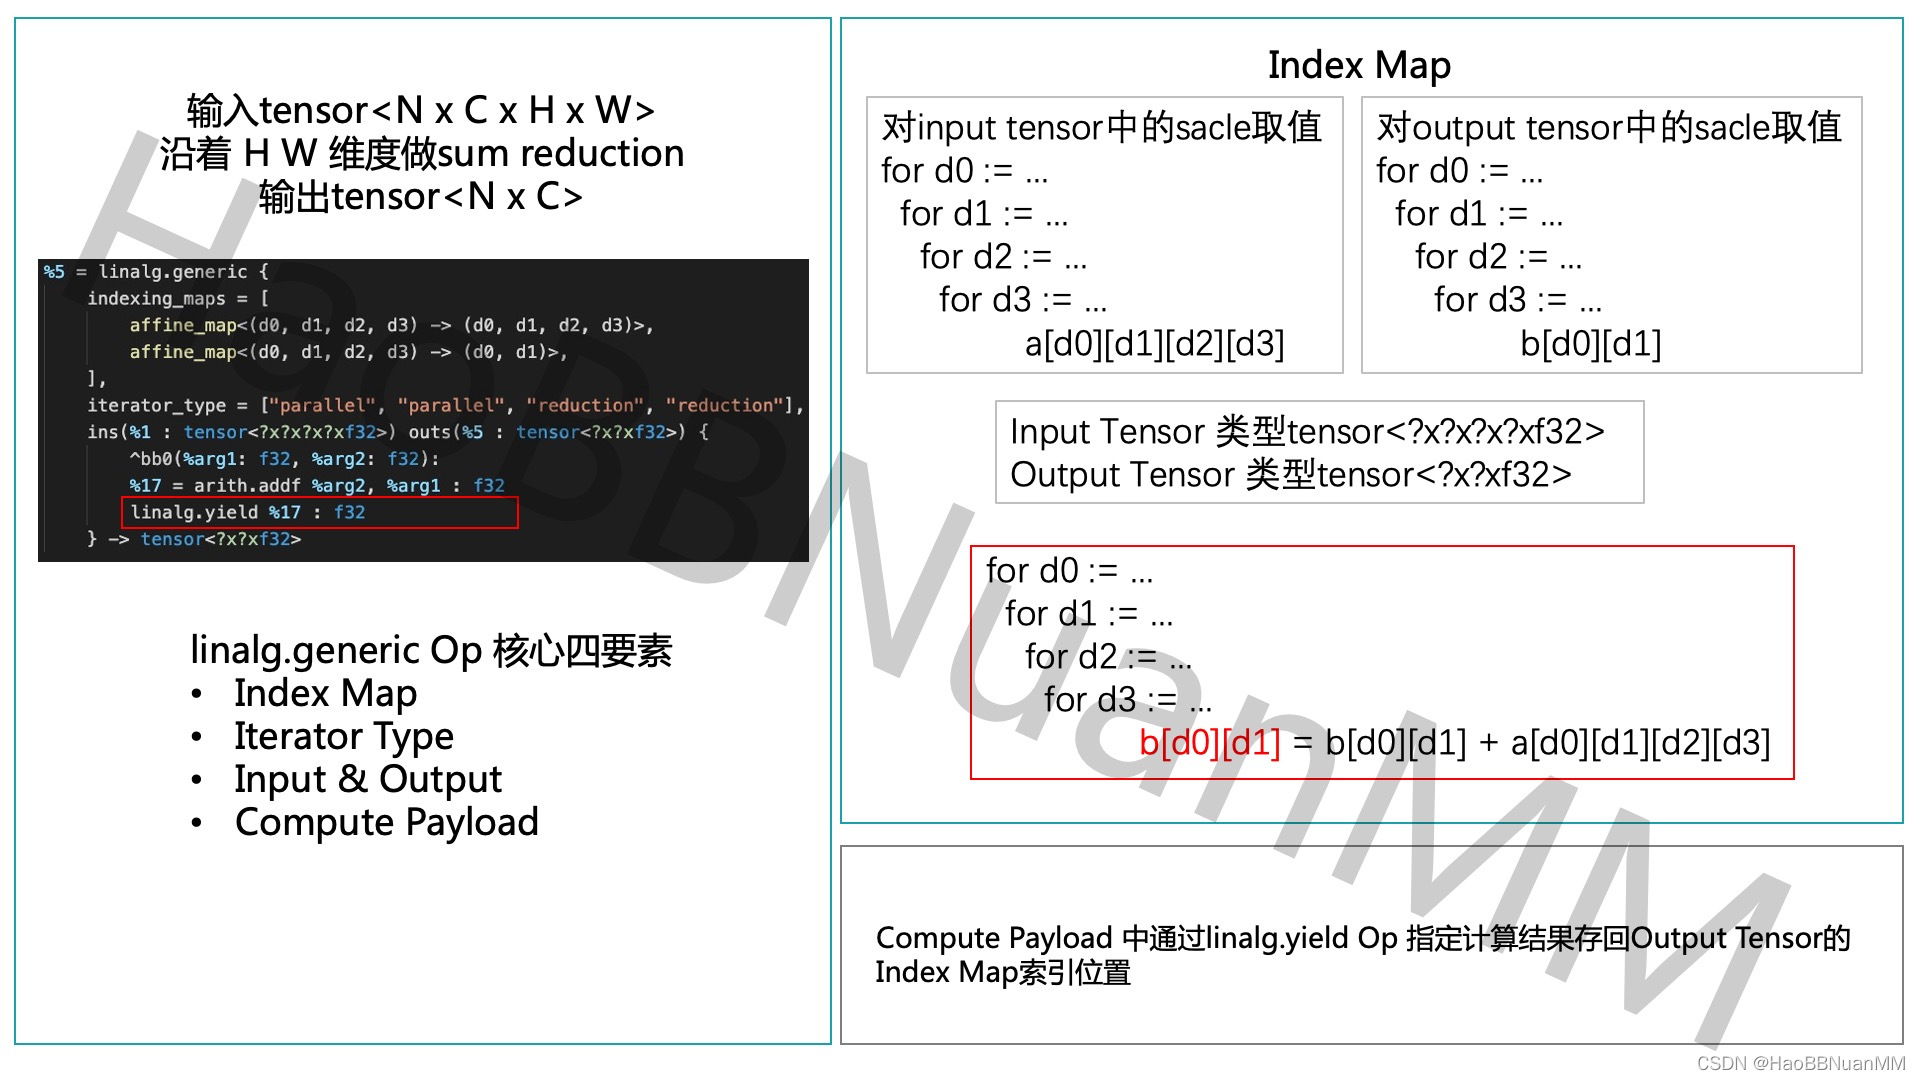 输入tensor<N x C x H x W>
沿着 H W 维度做sum reduction
输出tensor<N x C>
%5 = linalg.generic {
indexing_maps = [
affine_map<(d0, d1, d2, d3) -> (d0, d1, d2, d3)>,
affine_map<(d0, d1, d2, d3) -> (d0, d1)>,
],
iterator_type = ["parallel", "parallel", "reduction", "reduction"],
ins(%1 : tensor<?x?x?x?xf32>) outs(%5 : tensor<?x?xf32>) {
^bb0(%arg1: f32, %arg2: f32):
%17 = arith.addf %arg2, %arg1 : f32
linalg.yield %17 : f32
} -> tensor<?x?xf32>
linalg.generic Op 核心四要素
• Index Map
• Iterator Type
• Input & Output
• Compute Payload
Index Map
对input tensor中的sacle取值
for d0 := ...
for d1 := ...
for d2 := ...
for d3 := ...
a[d0][d1][d2][d3]
对output tensor中的sacle取值
for d0 := ...
for d1 := ...
for d2 := ...
for d3 := ...
b[d0][d1]
Input Tensor 类型tensor<?x?x?x?xf32>
Output Tensor 类型tensor<?x?xf32>
for d0 := ...
for d1 := ...
for d2 := ...
for d3 := ...
b[d0][d1] = b[d0][d1] + a[d0][d1][d2][d3]
Compute Payload 中通过linalg.yield Op 指定计算结果存回Output Tensor的
Index Map索引位置
HaoBBNuanMM
CSDN @HaoBBNuanMM